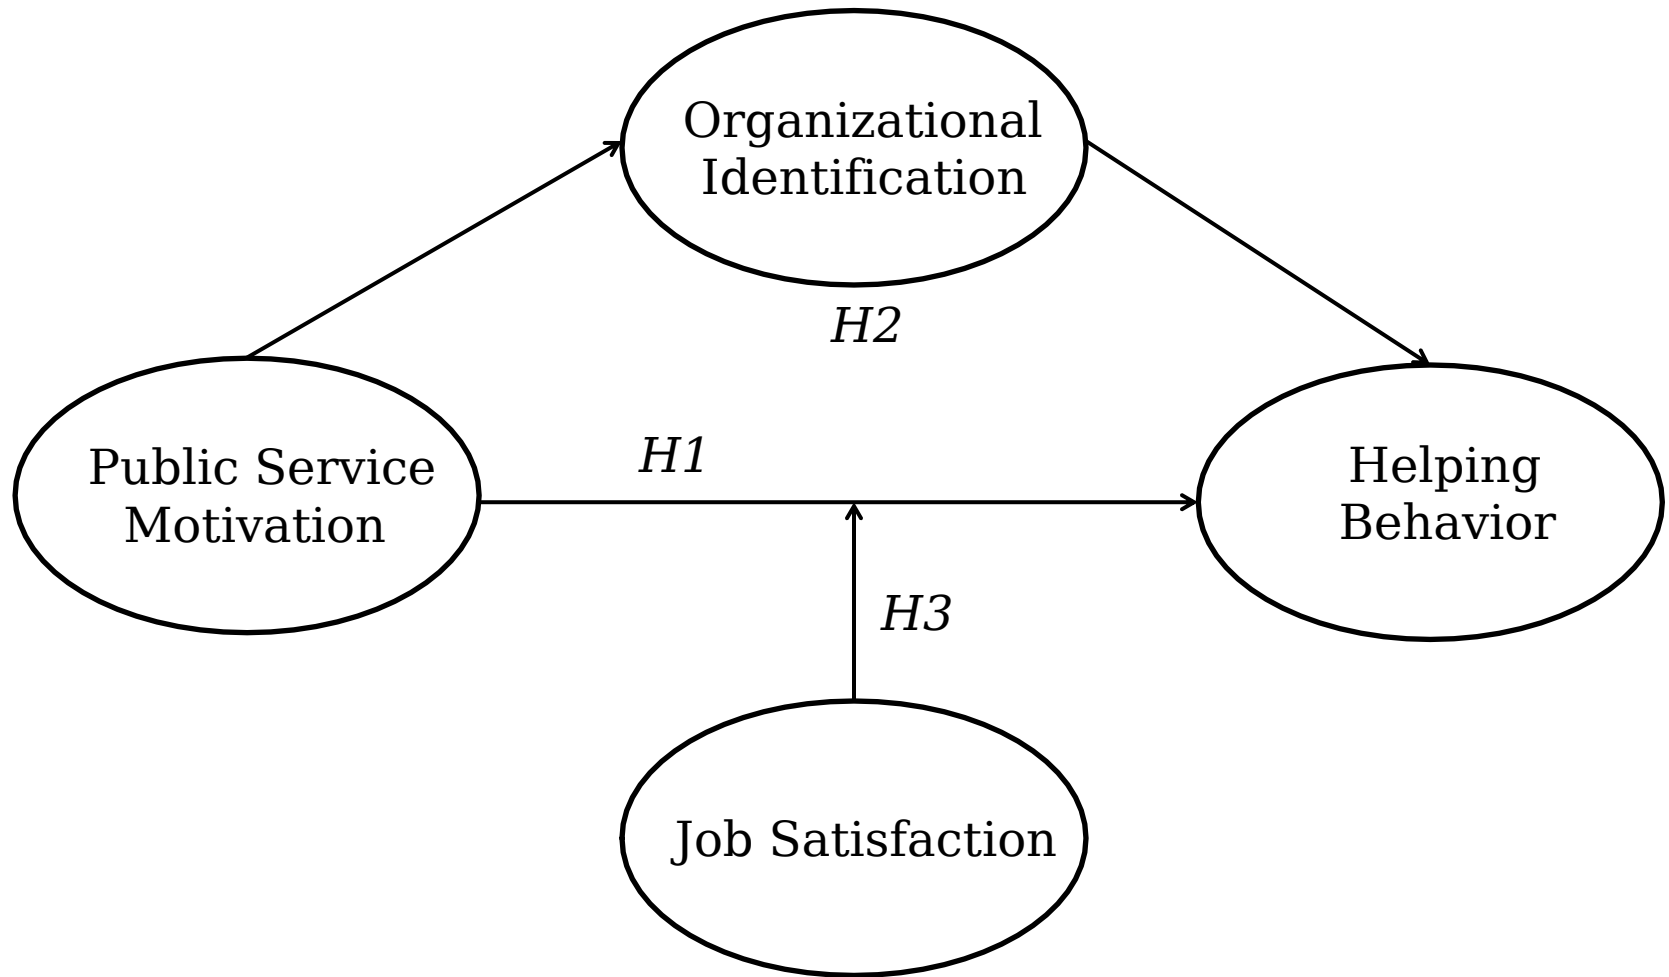 Organizational
Identification
H2
Public Service
Motivation
H1
Helping
Behavior
H3
Job Satisfaction